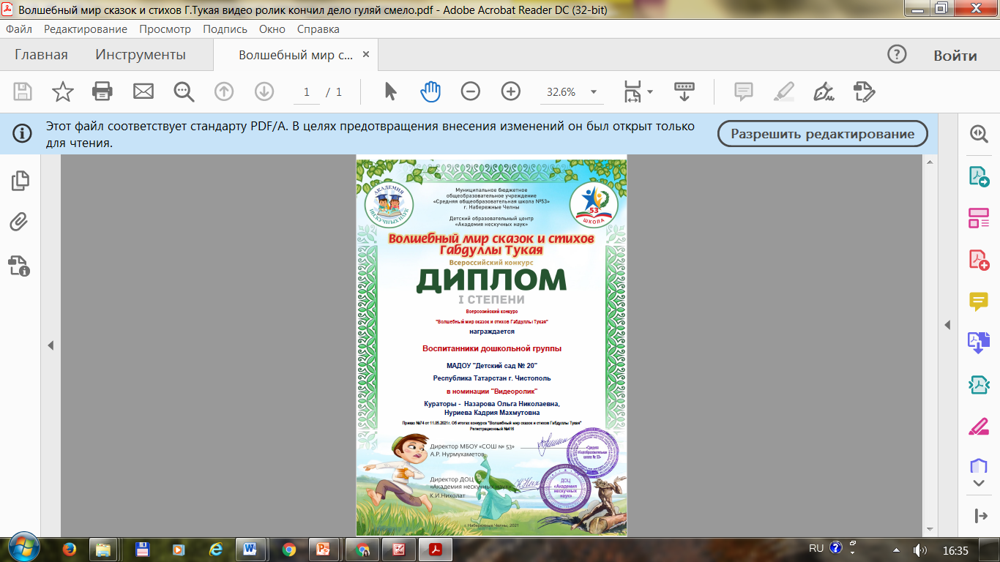 Волшебный мир сказок и стихов Г.Тукая видео ролик кончил дело гуляй смело.pdf - Adobe Acrobat Reader DC (32-bit)
Файл Редактирование Просмотр Подпись Окно Справка
Главная Инструменты Волшебный мир с... × Войти
1 / 1 32.6%
Этот файл соответствует стандарту PDF/A. В целях предотвращения внесения изменений он был открыт только
для чтения.
Разрешить редактирование
АКАДЕМИЯ
НЕСКУЧНЫХ НАУК
Муниципальное бюджетное
общеобразовательное учреждение
«Средняя общеобразовательная школа №53»
г. Набережные Челны
Детский образовательный центр
«Академия нескучных наук»
53
ШКОЛА
Волшебный мир сказок и стихов
Габдуллы Тукая
Всероссийский конкурс
ДИПЛОМ
I СТЕПЕНИ
Всероссийский конкурс
"Волшебный мир сказок и стихов Габдуллы Тукая"
награждается
Воспитанники дошкольной группы
МАДОУ "Детский сад № 20"
Республика Татарстан г. Чистополь
в номинации "Видеоролик"
Кураторы - Назарова Ольга Николаевна,
Нуриева Кадрия Махмутовна
Приказ №74 от 11.05.2021г. Об итогах конкурса "Волшебный мир сказок и стихов Габдуллы Тукая"
Регистрационный №416
Директор МБОУ «СОШ № 53»
А.Р. Нурмухаметов
«Средняя
общеобразовательная
школа № 53»
Директор ДОЦ
«Академия нескучных наук»
К.И.Нихолат
ДОЦ
«Академия
нескучных
наук»
г. Набережные Челны, 2021
RU 16:35